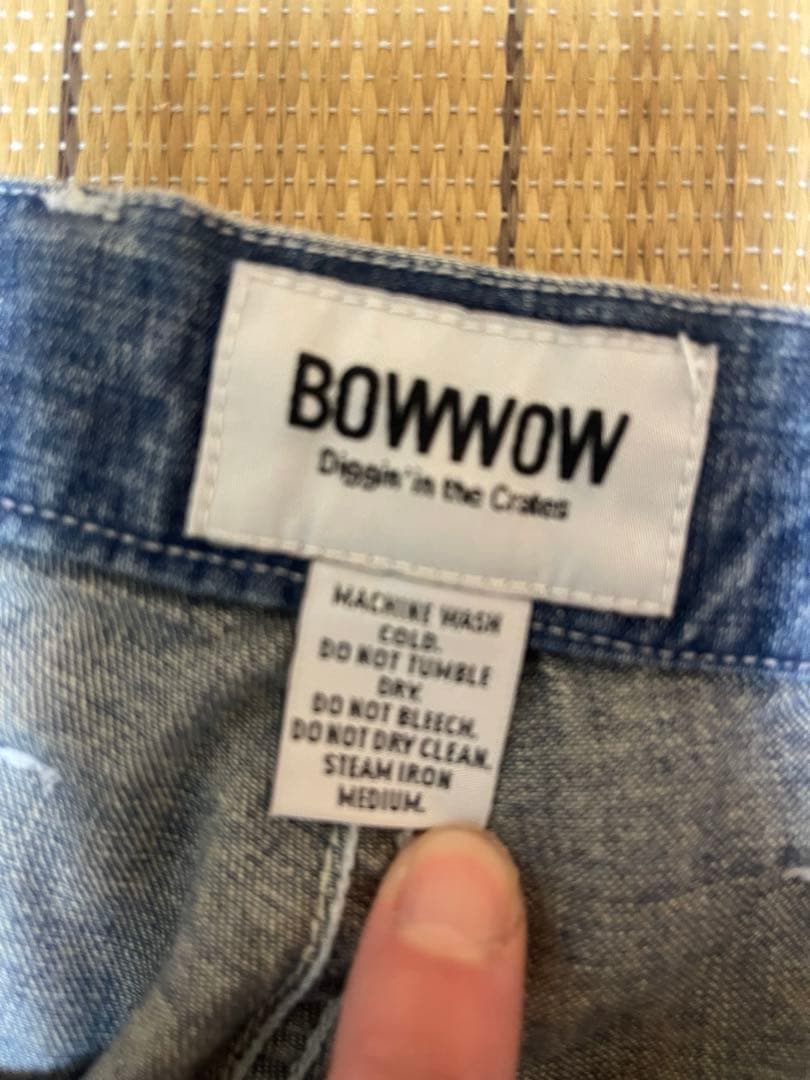 BOWWOW
Diggin' in the Crates
MACHINE WASH
COLD.
DO NOT TUMBLE
DRY.
DO NOT BLEECH.
DO NOT DRY CLEAN.
STEAM IRON
MEDIUM.